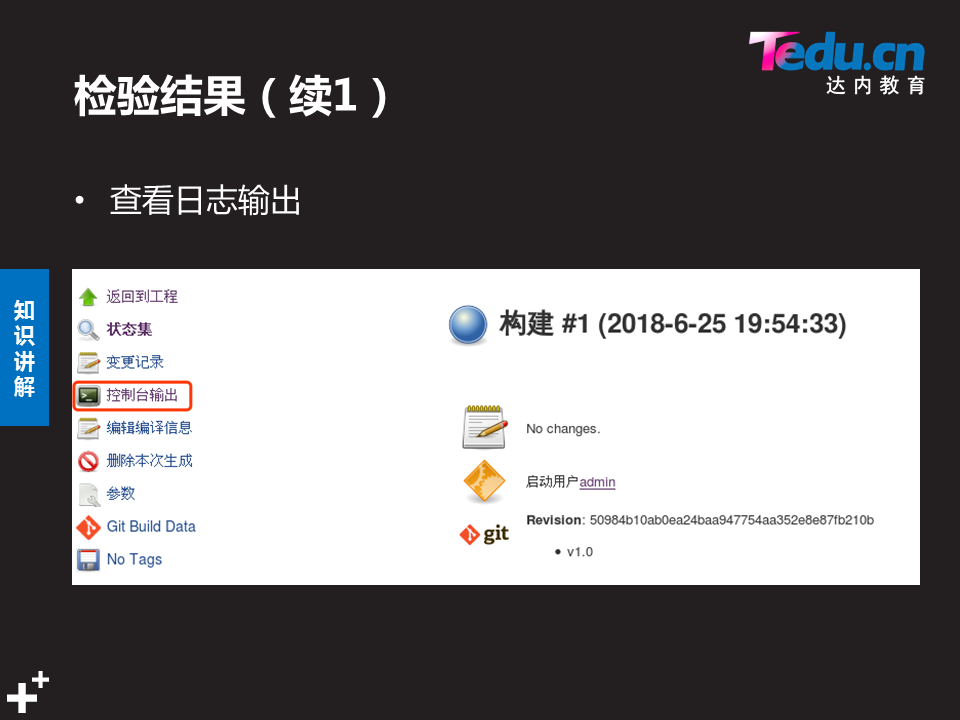 Tedu.cn
达内教育
检验结果（续1）
• 查看日志输出
知识讲解
返回到工程
状态集
变更记录
控制台输出
编辑编译信息
删除本次生成
参数
Git Build Data
No Tags
构建 #1 (2018-6-25 19:54:33)
No changes.
启动用户admin
git
Revision: 50984b10ab0ea24baa947754aa352e8e87fb210b
• v1.0